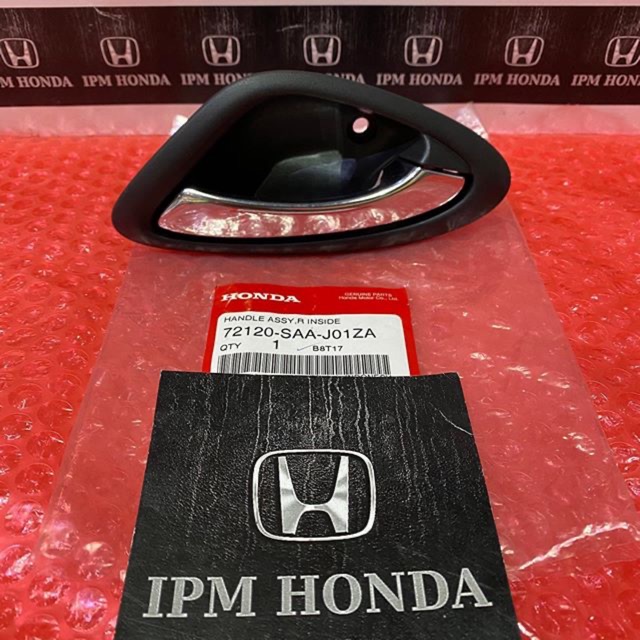 IPM HONDA IPM HONDA IPM HONDA IPM HONDA
HONDA
GENUINE PARTS
Honda Motor Co., Ltd.
HANDLE ASSY,R INSIDE
72120-SAA-J01ZA
QTY 1 B8T17
IPM HONDA